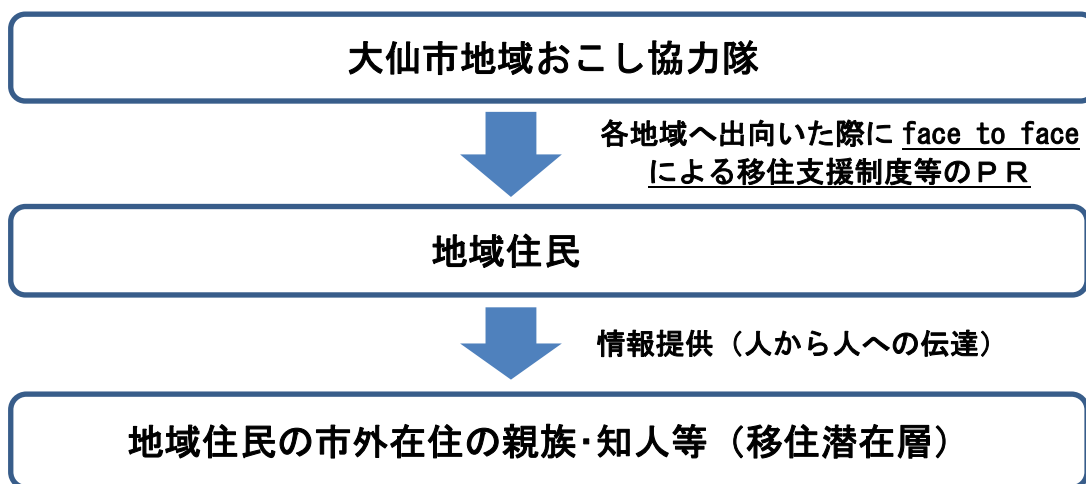 大仙市地域おこし協力隊
各地域へ出向いた際に face to face
による移住支援制度等のＰＲ
地域住民
情報提供（人から人への伝達）
地域住民の市外在住の親族・知人等（移住潜在層）